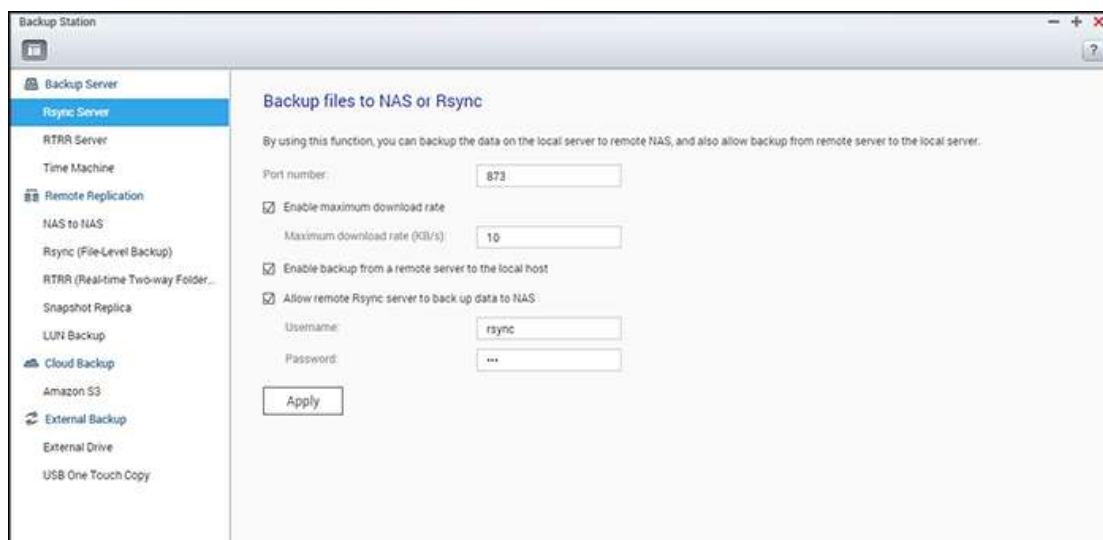 Backup Station
?
Backup Server
Rsync Server
RTRR Server
Time Machine
Remote Replication
NAS to NAS
Rsync (File-Level Backup)
RTRR (Real-time Two-way Folder...
Snapshot Replica
LUN Backup
Cloud Backup
Amazon S3
External Backup
External Drive
USB One Touch Copy
Backup files to NAS or Rsync
By using this function, you can backup the data on the local server to remote NAS, and also allow backup from remote server to the local server.
Port number: 873
Enable maximum download rate
Maximum download rate (KB/s): 10
Enable backup from a remote server to the local host
Allow remote Rsync server to back up data to NAS
Username: rsync
Password: •••
Apply